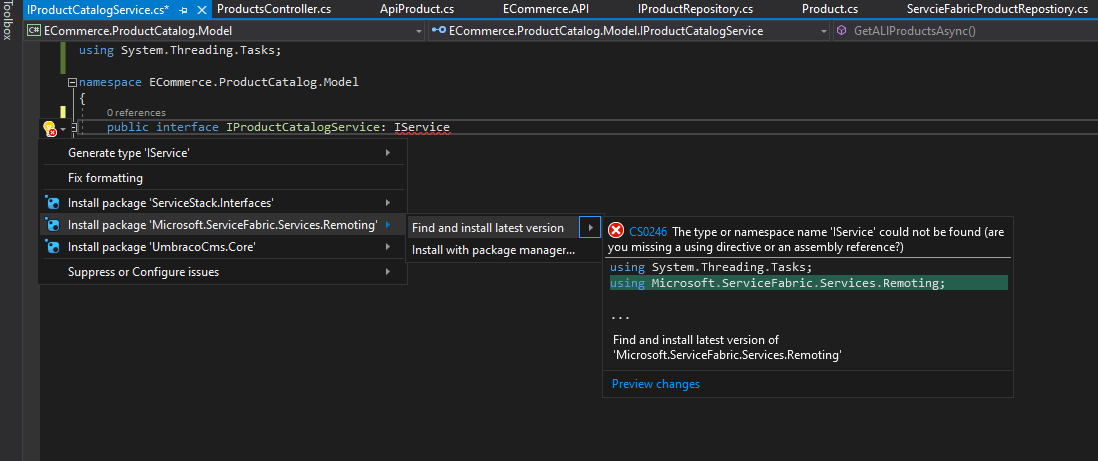 Toolbox
IProductCatalogService.cs*
ProductsController.cs
ApiProduct.cs
ECommerce.API
IProductRepository.cs
Product.cs
ServcieFabricProductRepostiory.cs
C# ECommerce.ProductCatalog.Model
ECommerce.ProductCatalog.Model.IProductCatalogService
GetALlProductsAsync()
using System.Threading.Tasks;
namespace ECommerce.ProductCatalog.Model
{
0 references
public interface IProductCatalogService: IService
Generate type 'IService'
Fix formatting
Install package 'ServiceStack.Interfaces'
Install package 'Microsoft.ServiceFabric.Services.Remoting'
Install package 'UmbracoCms.Core'
Suppress or Configure issues
Find and install latest version
Install with package manager...
CS0246 The type or namespace name 'IService' could not be found (are
you missing a using directive or an assembly reference?)
using System.Threading.Tasks;
using Microsoft.ServiceFabric.Services.Remoting;
...
Find and install latest version of
'Microsoft.ServiceFabric.Services.Remoting'
Preview changes